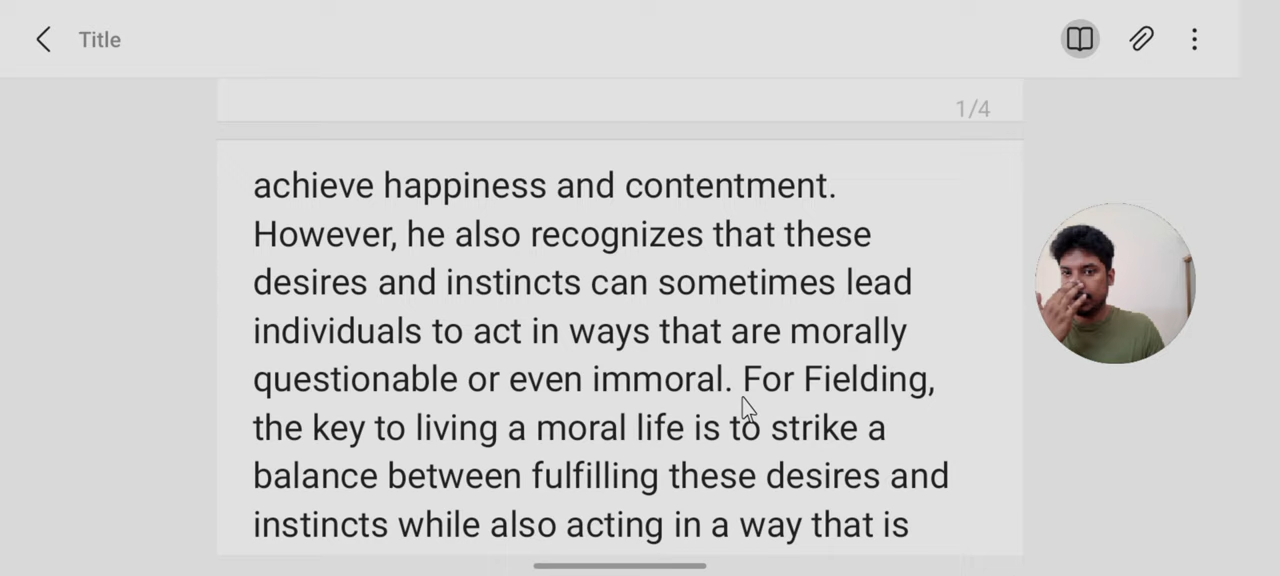 Title
1/4
achieve happiness and contentment.
However, he also recognizes that these
desires and instincts can sometimes lead
individuals to act in ways that are morally
questionable or even immoral. For Fielding,
the key to living a moral life is to strike a
balance between fulfilling these desires and
instincts while also acting in a way that is